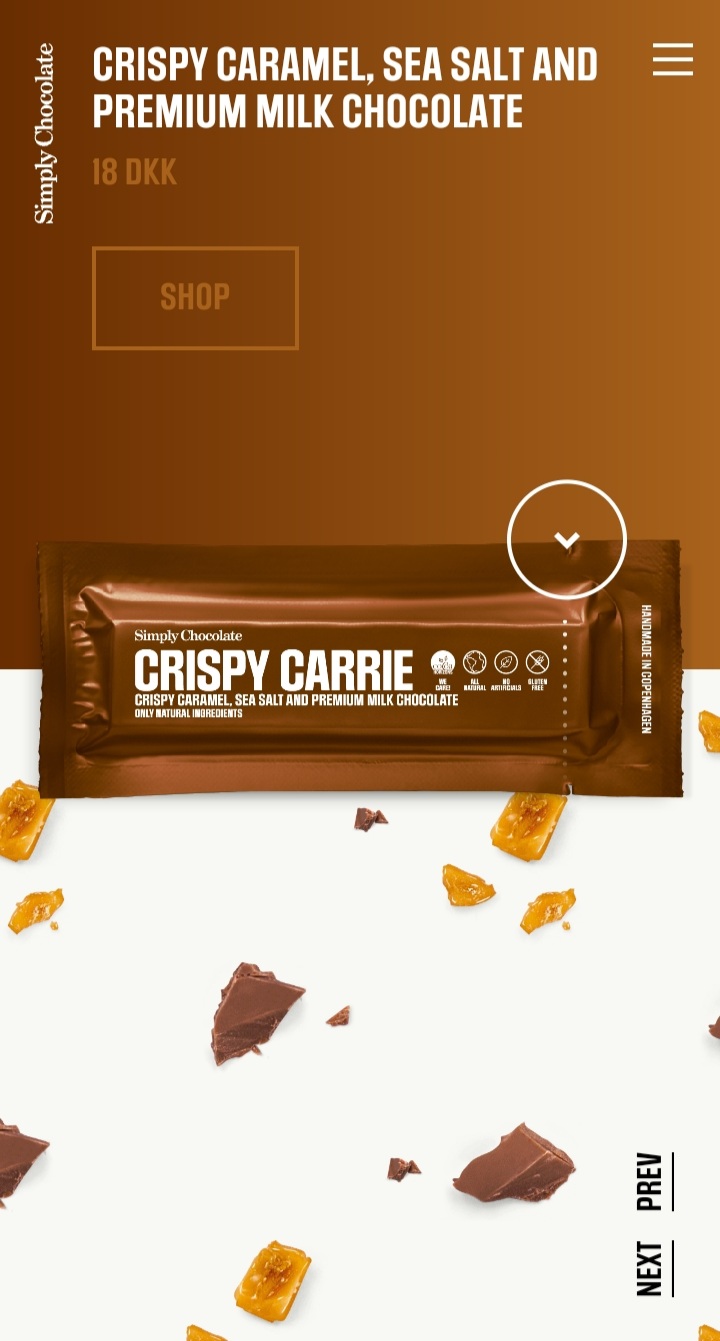 Simply Chocolate
CRISPY CARAMEL, SEA SALT AND
PREMIUM MILK CHOCOLATE
18 DKK
SHOP
Simply Chocolate
CRISPY CARRIE
CRISPY CARAMEL, SEA SALT AND PREMIUM MILK CHOCOLATE
ONLY NATURAL INGREDIENTS
WE
CARE!
ALL
NATURAL
NO
ARTIFICIALS
GLUTEN
FREE
HANDMADE IN COPENHAGEN
PREV
NEXT